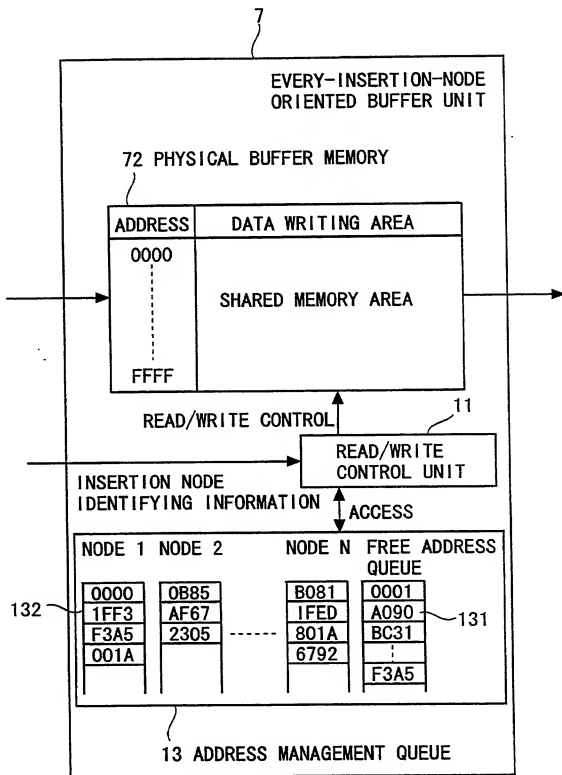 7
EVERY-INSERTION-NODE
ORIENTED BUFFER UNIT
72 PHYSICAL BUFFER MEMORY
ADDRESS DATA WRITING AREA
0000
SHARED MEMORY AREA
FFFF
READ/WRITE CONTROL
11
READ/WRITE
CONTROL UNIT
INSERTION NODE
IDENTIFYING INFORMATION
ACCESS
NODE 1 NODE 2 NODE N FREE ADDRESS
QUEUE
0000 0B85 B081 0001
132 1FF3 AF67 IFED A090 131
F3A5 2305 801A BC31
001A 6792
F3A5
13 ADDRESS MANAGEMENT QUEUE